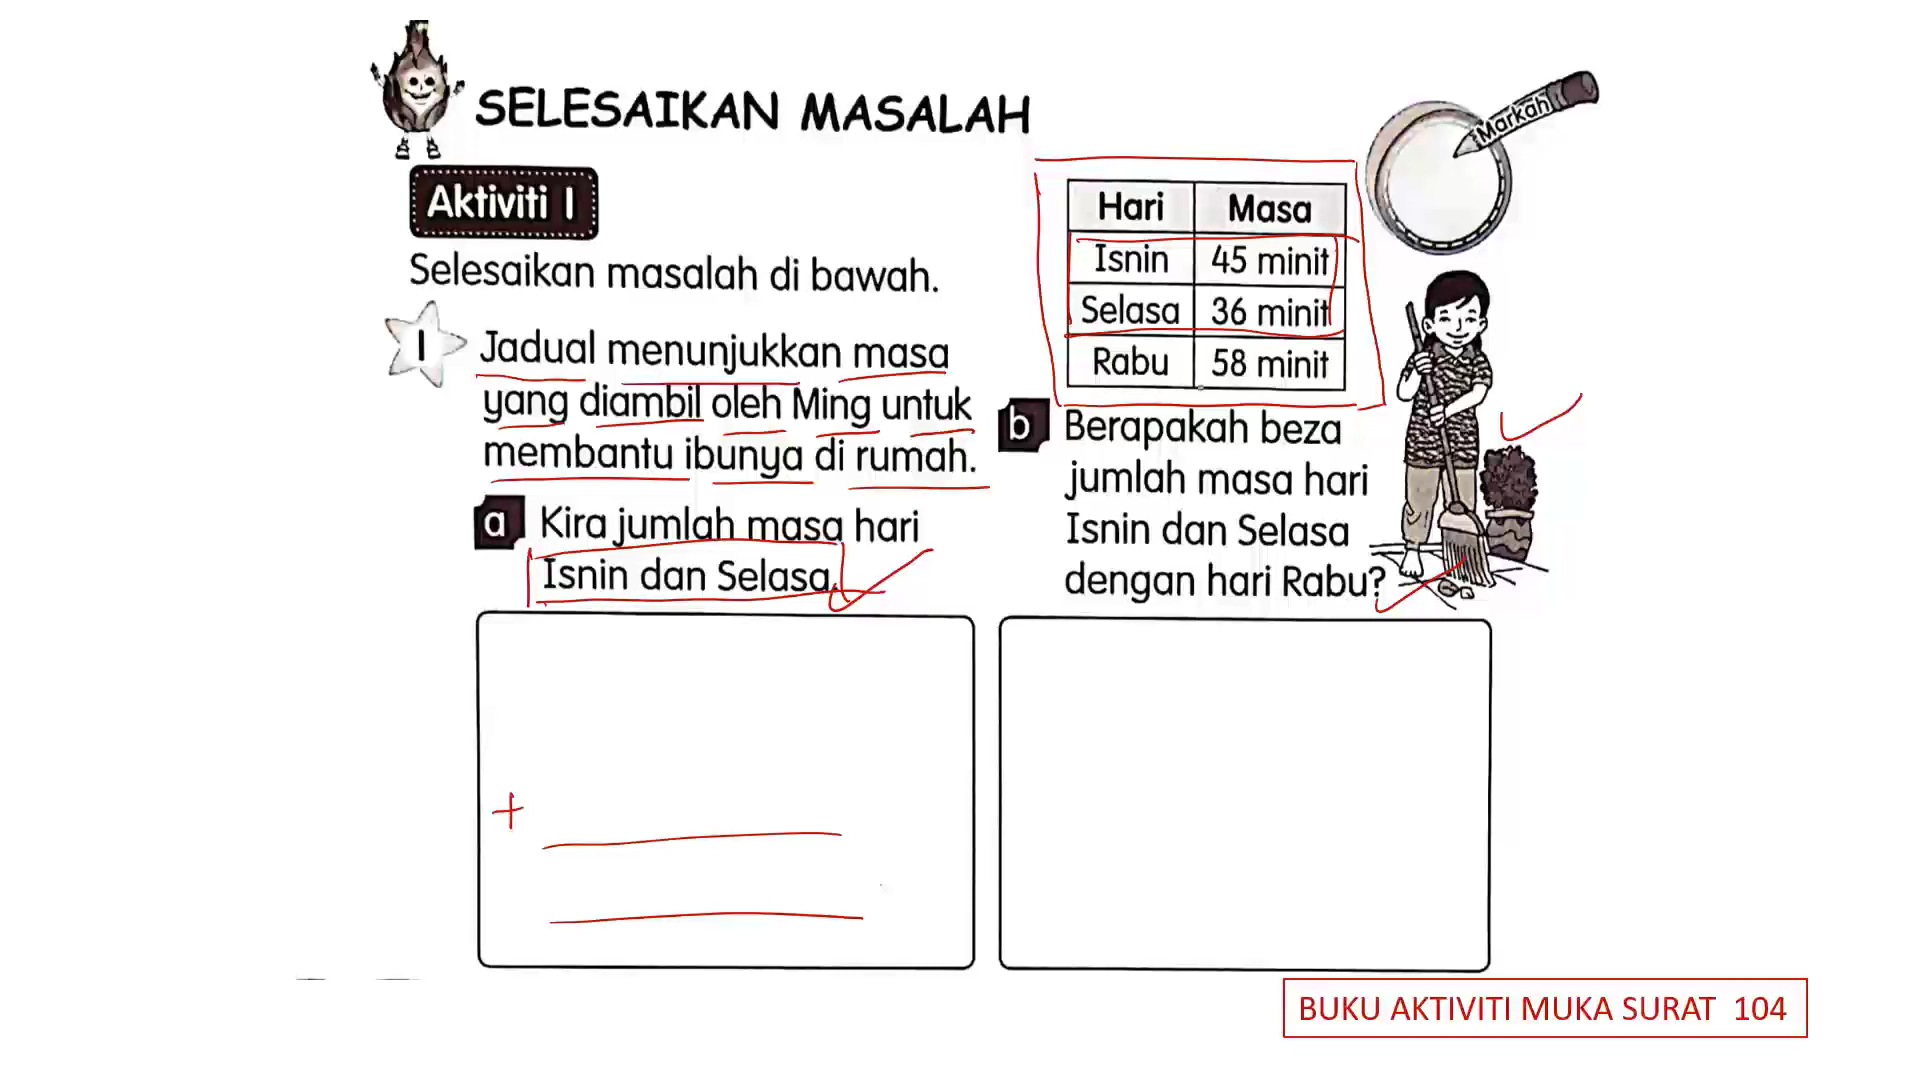 SELESAIKAN MASALAH
Markah
Aktiviti 1
Selesaikan masalah di bawah.
Hari Masa
Isnin 45 minit
Selasa 36 minit
Rabu 58 minit
1 Jadual menunjukkan masa
yang diambil oleh Ming untuk
membantu ibunya di rumah.
a Kira jumlah masa hari
Isnin dan Selasa.
b Berapakah beza
jumlah masa hari
Isnin dan Selasa
dengan hari Rabu?
+
BUKU AKTIVITI MUKA SURAT 104